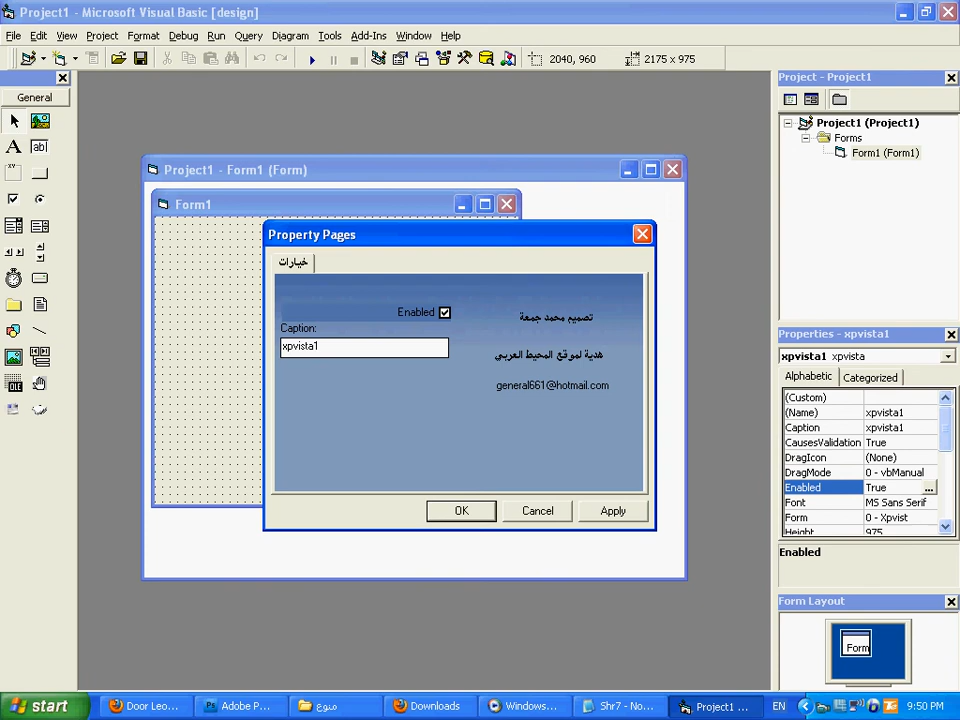 Project1 - Microsoft Visual Basic [design]
File Edit View Project Format Debug Run Query Diagram Tools Add-Ins Window Help
2040, 960 2175 x 975
General
Project1 - Form1 (Form)
Form1
Property Pages
خيارات
Enabled
Caption:
xpvista1
تصميم محمد جمعة
هدية لموقع المحيط العربي
general661@hotmail.com
OK Cancel Apply
Project - Project1
Project1 (Project1)
Forms
Form1 (Form1)
Properties - xpvista1
xpvista1 xpvista
Alphabetic Categorized
(Custom)
(Name) xpvista1
Caption xpvista1
CausesValidation True
DragIcon (None)
DragMode 0 - vbManual
Enabled True ...
Font MS Sans Serif
Form 0 - Xpvist
Height 975
Enabled
Form Layout
Form
start Door Leo... Adobe P... منوع Downloads Windows... Shr7 - No... Project1 ... EN 9:50 PM